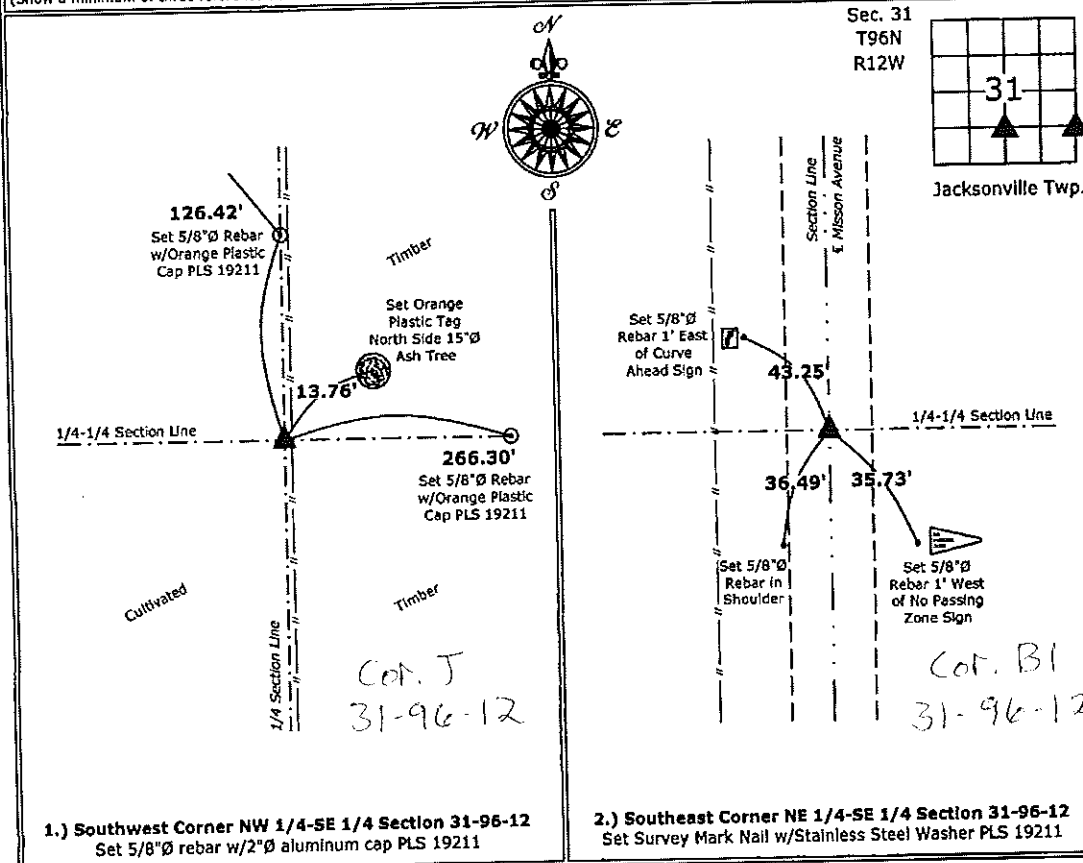 N
W
E
S
Sec. 31
T96N
R12W
31
Jacksonville Twp.
126.42'
Set 5/8"Ø Rebar
w/Orange Plastic
Cap PLS 19211
Timber
Set Orange
Plastic Tag
North Side 15"Ø
Ash Tree
13.76'
1/4-1/4 Section Line
266.30'
Set 5/8"Ø Rebar
w/Orange Plastic
Cap PLS 19211
Cultivated
Timber
1/4 Section Line
Cor. J
31-96-12
1.) Southwest Corner NW 1/4-SE 1/4 Section 31-96-12
Set 5/8"Ø rebar w/2"Ø aluminum cap PLS 19211
Section Line
℄ Misson Avenue
Set 5/8"Ø
Rebar 1' East
of Curve
Ahead Sign
43.25'
1/4-1/4 Section Line
36.49'
35.73'
Set 5/8"Ø
Rebar in
Shoulder
Set 5/8"Ø
Rebar 1' West
of No Passing
Zone Sign
Cor. B1
31-96-12
2.) Southeast Corner NE 1/4-SE 1/4 Section 31-96-12
Set Survey Mark Nail w/Stainless Steel Washer PLS 19211